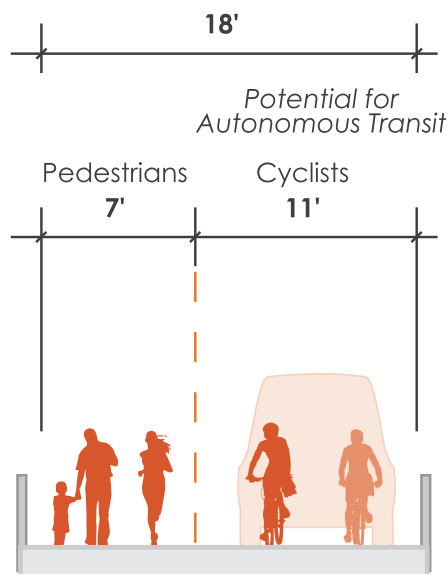 18'
Potential for
Autonomous Transit
Pedestrians
7'
Cyclists
11'